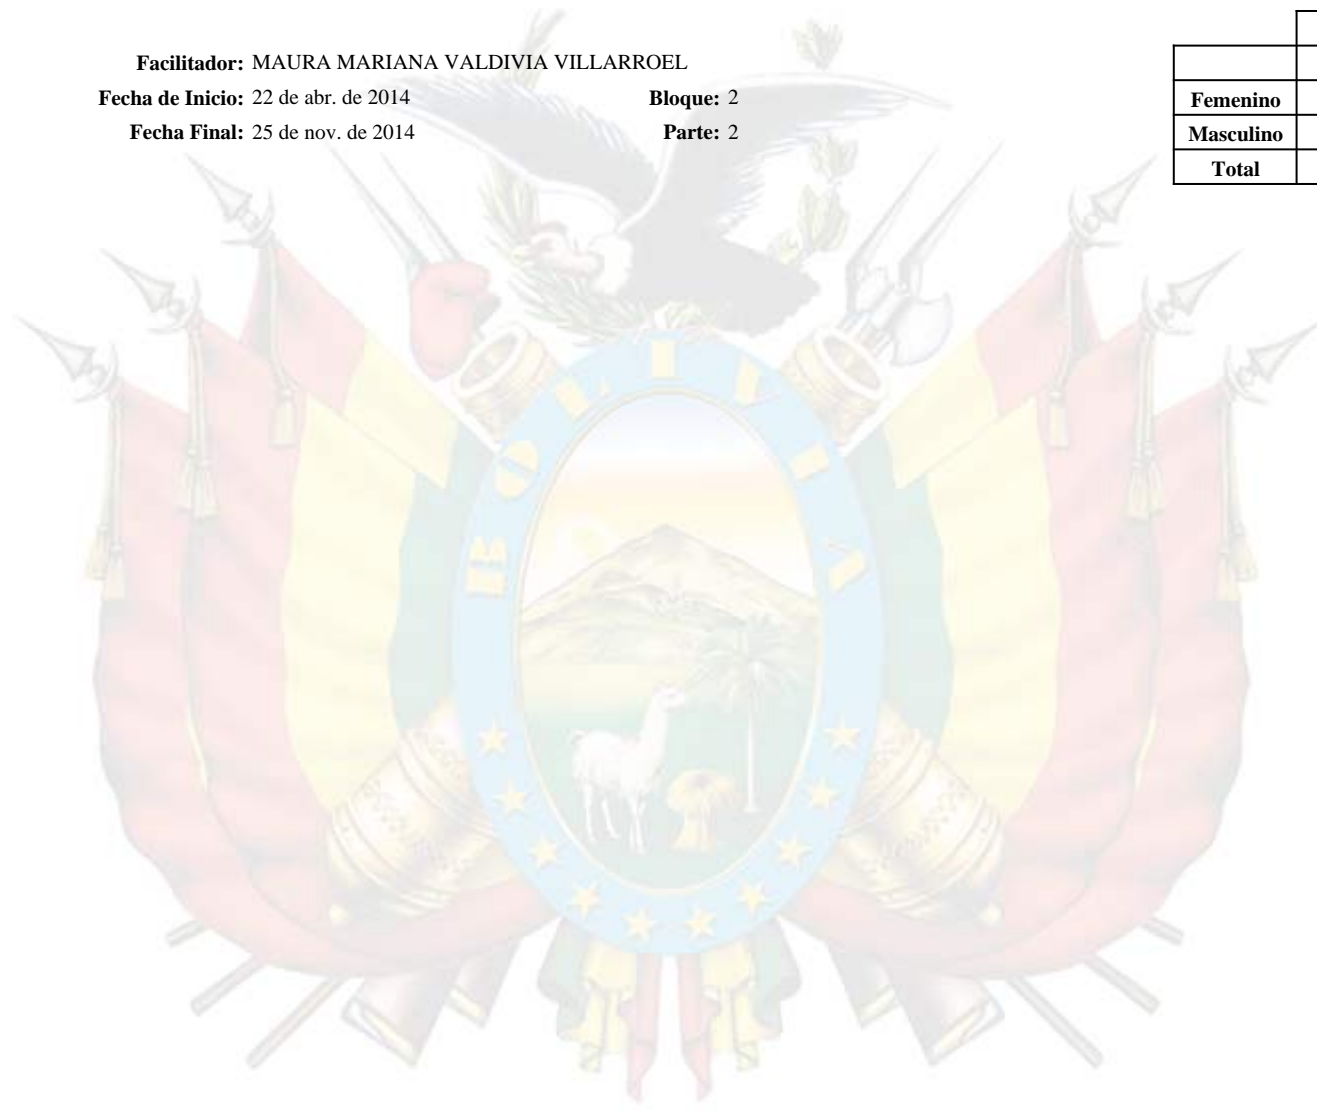 Facilitador: MAURA MARIANA VALDIVIA VILLARROEL
Fecha de Inicio: 22 de abr. de 2014 Bloque: 2
Fecha Final: 25 de nov. de 2014 Parte: 2
Femenino
Masculino
Total
BOLIVIA